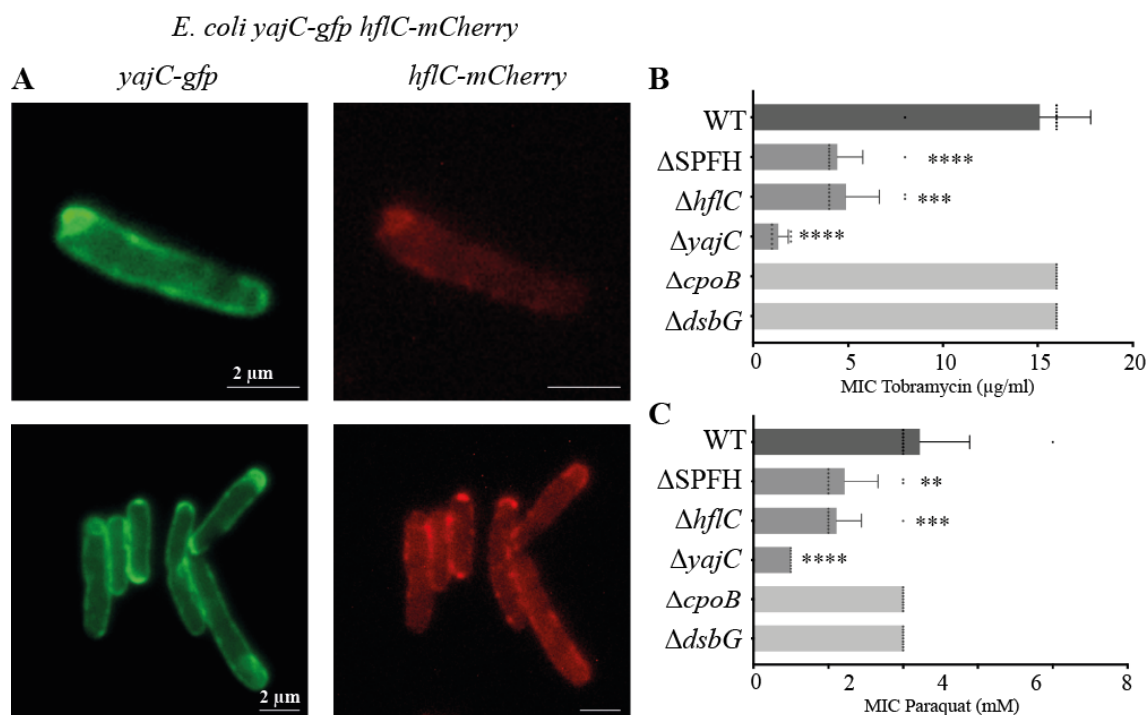 E. coli yajC-gfp hflC-mCherry
A
yajC-gfp
hflC-mCherry
2 µm
2 µm
B
WT
ΔSPFH
****
ΔhflC
***
ΔyajC
****
ΔcpoB
ΔdsbG
0 5 10 15 20
MIC Tobramycin (µg/ml)
C
WT
ΔSPFH
**
ΔhflC
***
ΔyajC
****
ΔcpoB
ΔdsbG
0 2 4 6 8
MIC Paraquat (mM)